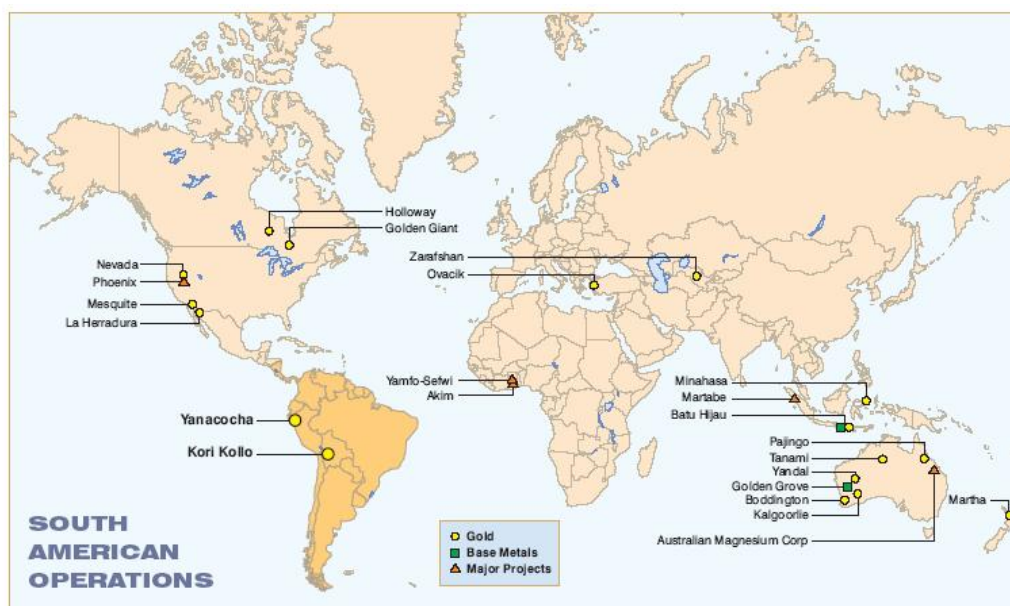 Holloway
Golden Giant
Nevada
Phoenix
Mesquite
La Herradura
Zarafshan
Ovacik
Yamfo-Sefwi
Akim
Yanacocha
Kori Kollo
Minahasa
Martabe
Batu Hijau
Pajingo
Tanami
Yandal
Golden Grove
Boddington
Kalgoorlie
Martha
Australian Magnesium Corp
SOUTH
AMERICAN
OPERATIONS
Gold
Base Metals
Major Projects